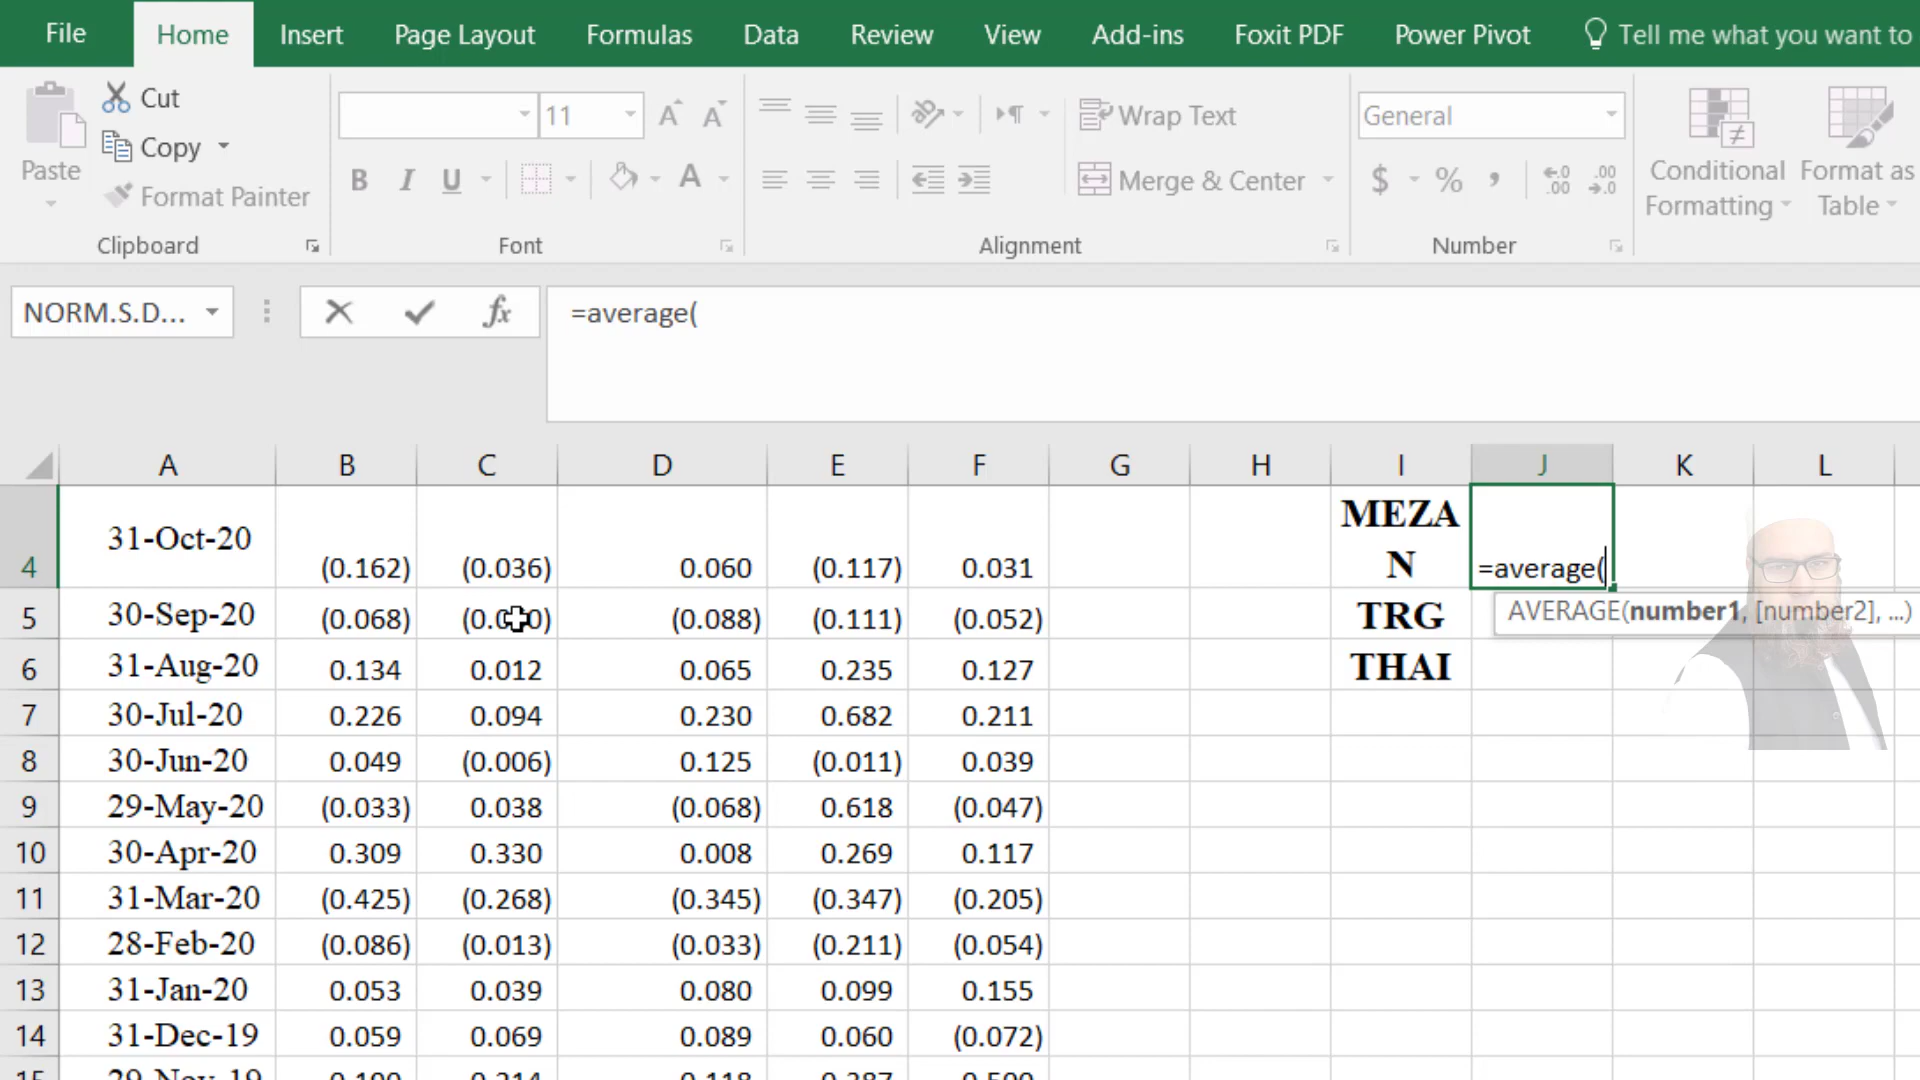 File Home Insert Page Layout Formulas Data Review View Add-ins Foxit PDF Power Pivot Tell me what you want to
Paste Cut Copy Format Painter 11 Wrap Text Merge & Center General Conditional Formatting Format as Table
Clipboard Font Alignment Number
NORM.S.D... fx =average(
A B C D E F G H I J K L
4 31-Oct-20 (0.162) (0.036) 0.060 (0.117) 0.031 MEZAN =average(
AVERAGE(number1, [number2], ...)
5 30-Sep-20 (0.068) (0.088) (0.111) (0.052) TRG
6 31-Aug-20 0.134 0.012 0.065 0.235 0.127 THAI
7 30-Jul-20 0.226 0.094 0.230 0.682 0.211
8 30-Jun-20 0.049 (0.006) 0.125 (0.011) 0.039
9 29-May-20 (0.033) 0.038 (0.068) 0.618 (0.047)
10 30-Apr-20 0.309 0.330 0.008 0.269 0.117
11 31-Mar-20 (0.425) (0.268) (0.345) (0.347) (0.205)
12 28-Feb-20 (0.086) (0.013) (0.033) (0.211) (0.054)
13 31-Jan-20 0.053 0.039 0.080 0.099 0.155
14 31-Dec-19 0.059 0.069 0.089 0.060 (0.072)